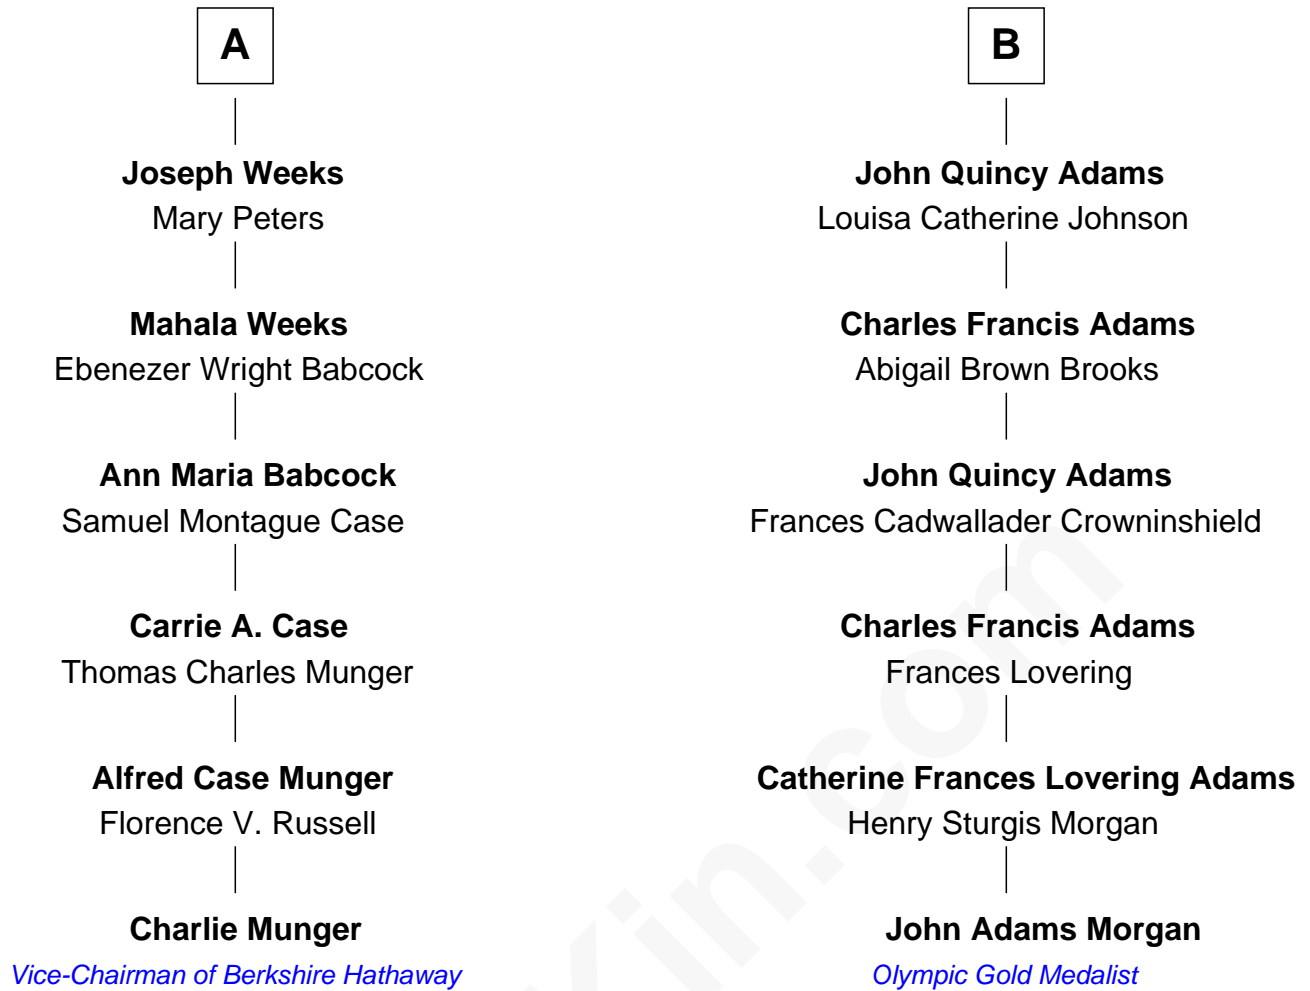 A
Joseph Weeks
Mary Peters
Mahala Weeks
Ebenezer Wright Babcock
Ann Maria Babcock
Samuel Montague Case
Carrie A. Case
Thomas Charles Munger
Alfred Case Munger
Florence V. Russell
Charlie Munger
Vice-Chairman of Berkshire Hathaway
B
John Quincy Adams
Louisa Catherine Johnson
Charles Francis Adams
Abigail Brown Brooks
John Quincy Adams
Frances Cadwallader Crowninshield
Charles Francis Adams
Frances Lovering
Catherine Frances Lovering Adams
Henry Sturgis Morgan
John Adams Morgan
Olympic Gold Medalist
Kin.com